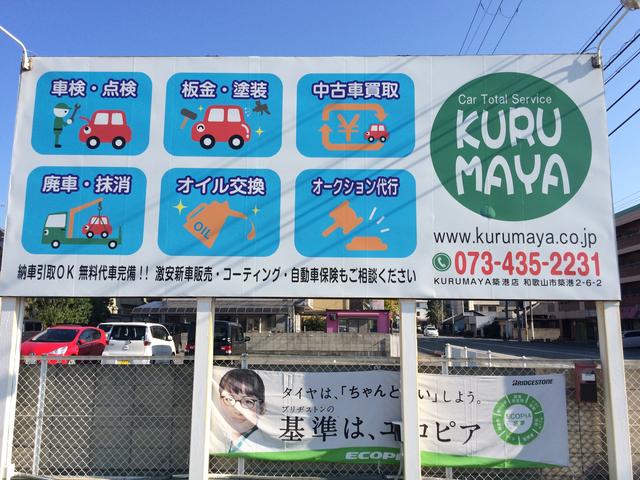 車検・点検
板金・塗装
中古車買取
¥
廃車・抹消
オイル交換
オークション代行
OIL
納車引取OK 無料代車完備!! 激安新車販売・コーティング・自動車保険もご相談ください
Car Total Service
KURU
MAYA
www.kurumaya.co.jp
073-435-2231
KURUMAYA築港店 和歌山市築港2-6-2
BRIDGESTONE
タイヤは、「ちゃんと い」しよう。
ブリヂストンの
基準は、エコピア
ECOPIA
ECOPI